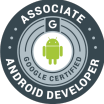 ASSOCIATE
G
GOOGLE CERTIFIED
ANDROID DEVELOPER